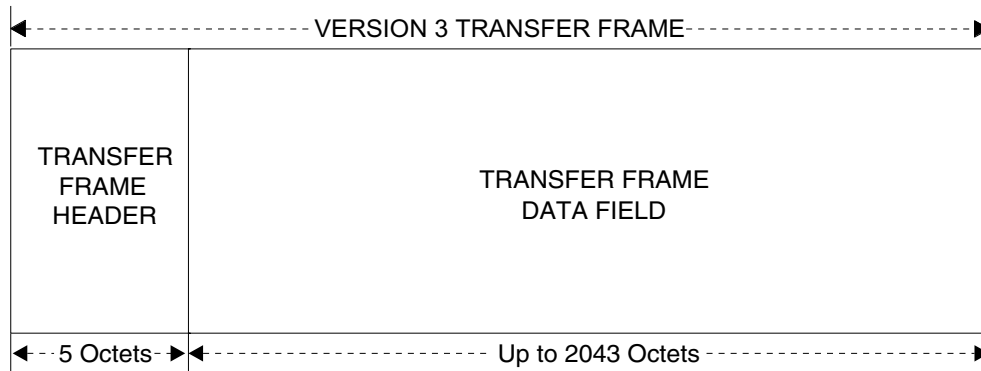 VERSION 3 TRANSFER FRAME
TRANSFER
FRAME
HEADER
TRANSFER FRAME
DATA FIELD
5 Octets
Up to 2043 Octets